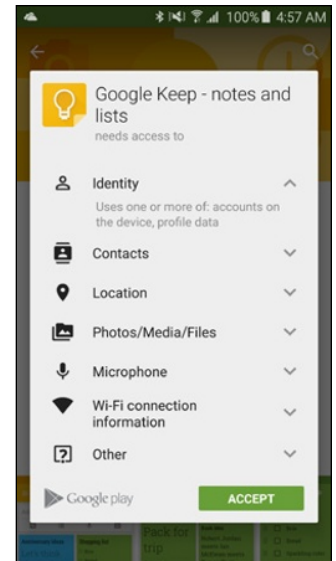 100% 4:57 AM
Google Keep - notes and
lists
needs access to
Identity
Uses one or more of: accounts on
the device, profile data
Contacts
Location
Photos/Media/Files
Microphone
Wi-Fi connection
information
Other
Google play
ACCEPT
Pack for
trip